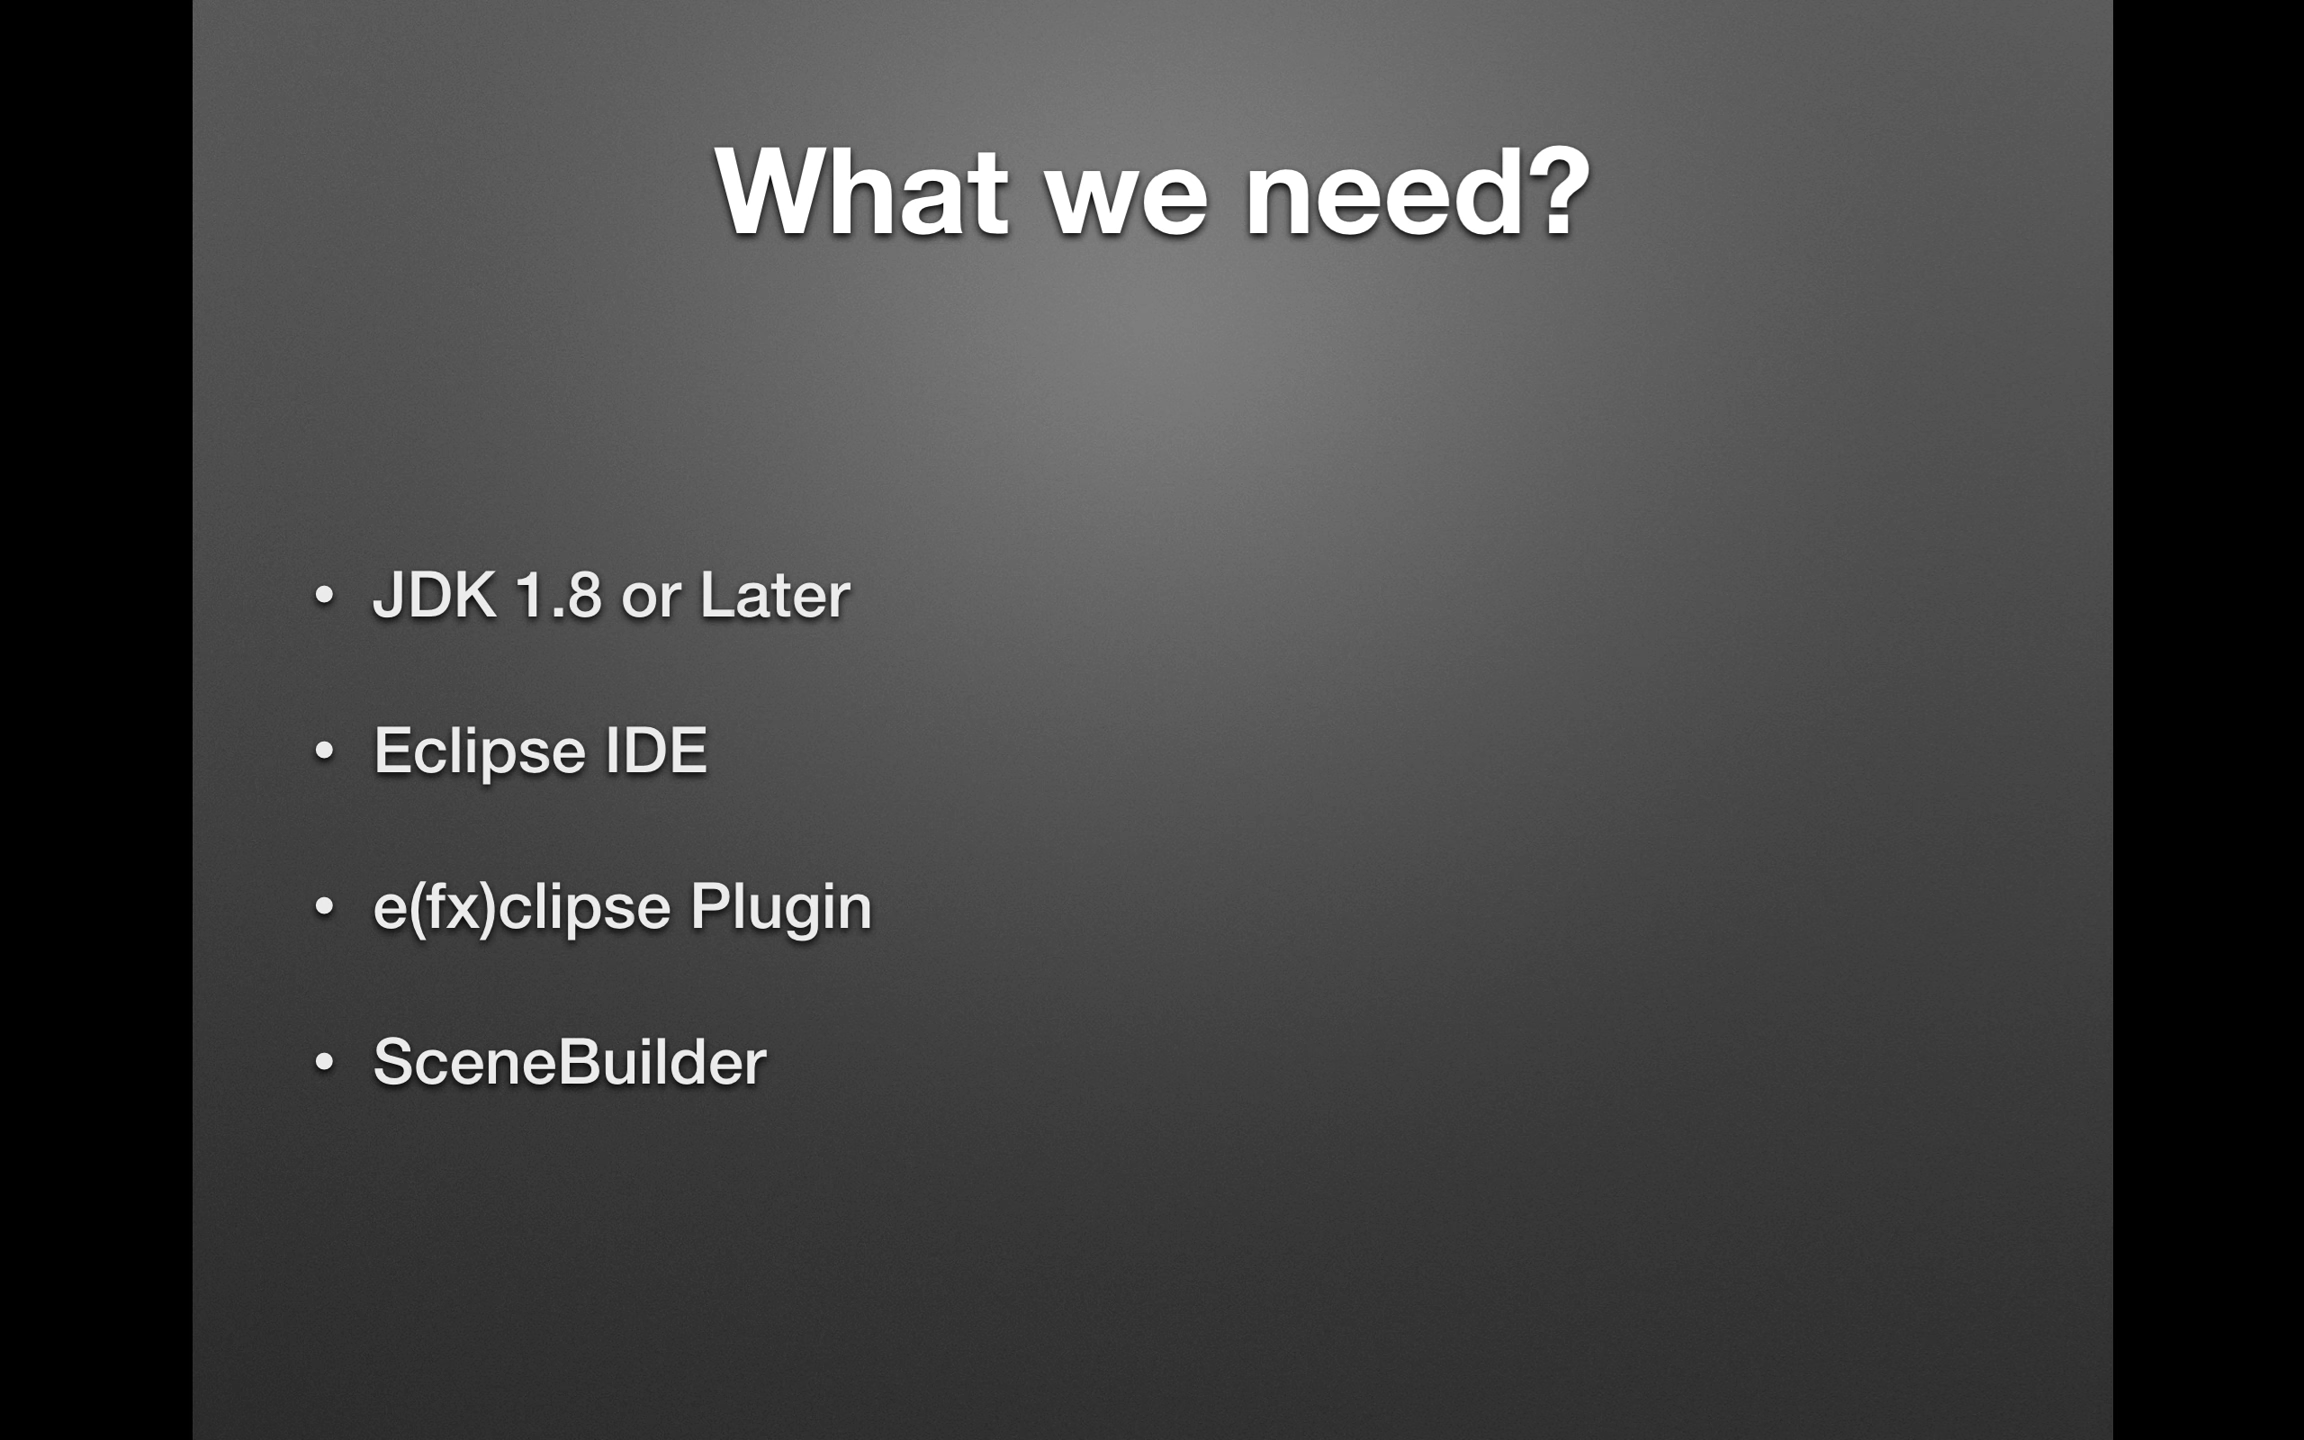 What we need?
• JDK 1.8 or Later
• Eclipse IDE
• e(fx)clipse Plugin
• SceneBuilder